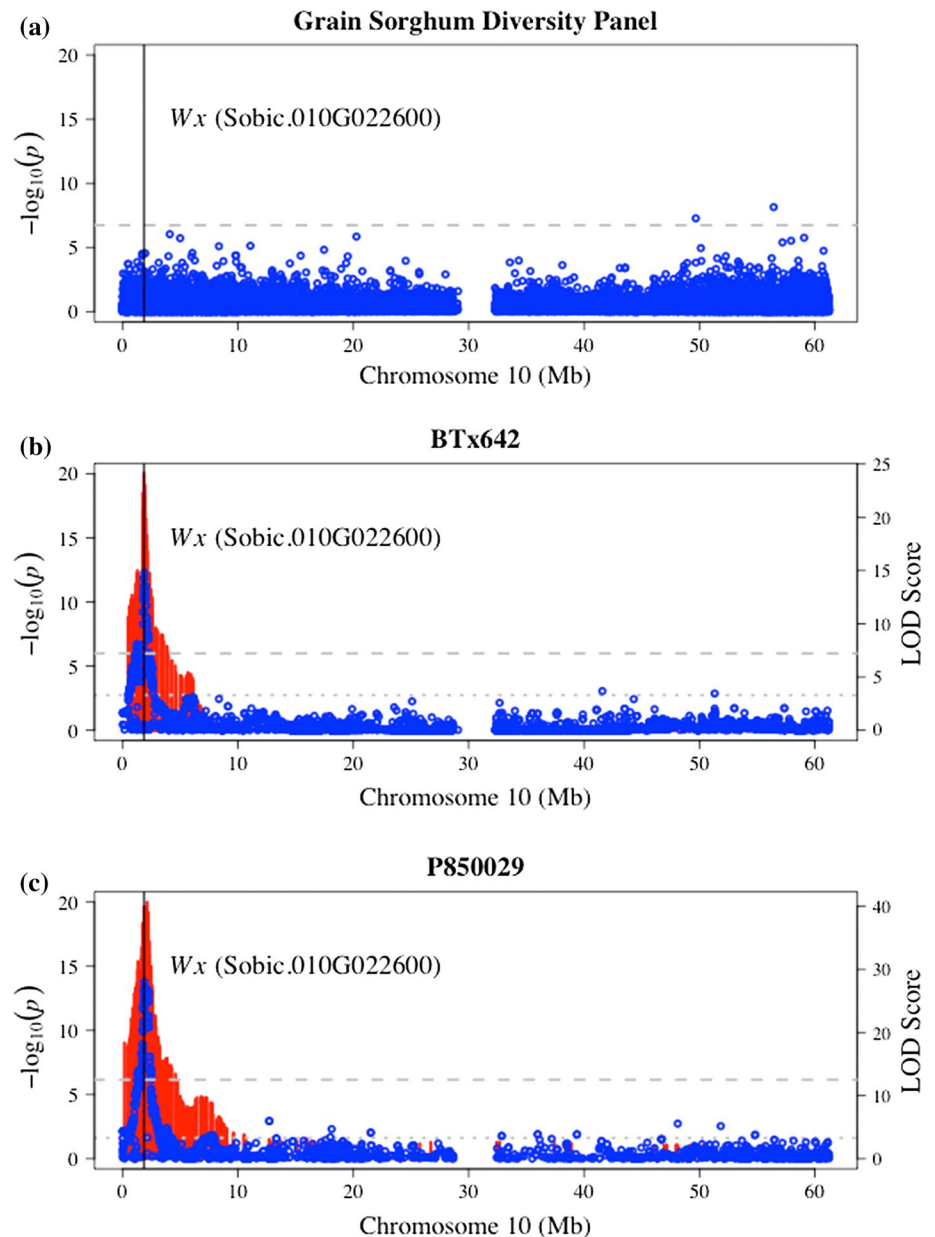 (a)
Grain Sorghum Diversity Panel
−log10(p)
20
15
10
5
0
Wx (Sobic.010G022600)
0 10 20 30 40 50 60
Chromosome 10 (Mb)
(b)
BTx642
−log10(p)
20
15
10
5
0
Wx (Sobic.010G022600)
25
20
15
10
5
0
LOD Score
0 10 20 30 40 50 60
Chromosome 10 (Mb)
(c)
P850029
−log10(p)
20
15
10
5
0
Wx (Sobic.010G022600)
40
30
20
10
0
LOD Score
0 10 20 30 40 50 60
Chromosome 10 (Mb)